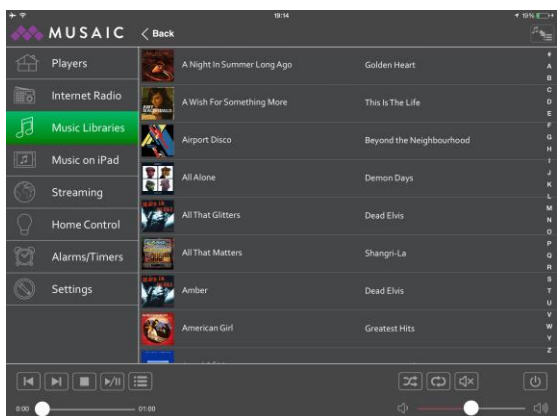 19:14
19%
MUSAIC
Back
Players
Internet Radio
Music Libraries
Music on iPad
Streaming
Home Control
Alarms/Timers
Settings
A Night In Summer Long Ago Golden Heart
A Wish For Something More This Is The Life
Airport Disco Beyond the Neighbourhood
All Alone Demon Days
All That Glitters Dead Elvis
All That Matters Shangri-La
Amber Dead Elvis
American Girl Greatest Hits
#
A
B
C
D
E
F
G
H
I
J
K
L
M
N
O
P
Q
R
S
T
U
V
W
Y
Z
0:00 01:00